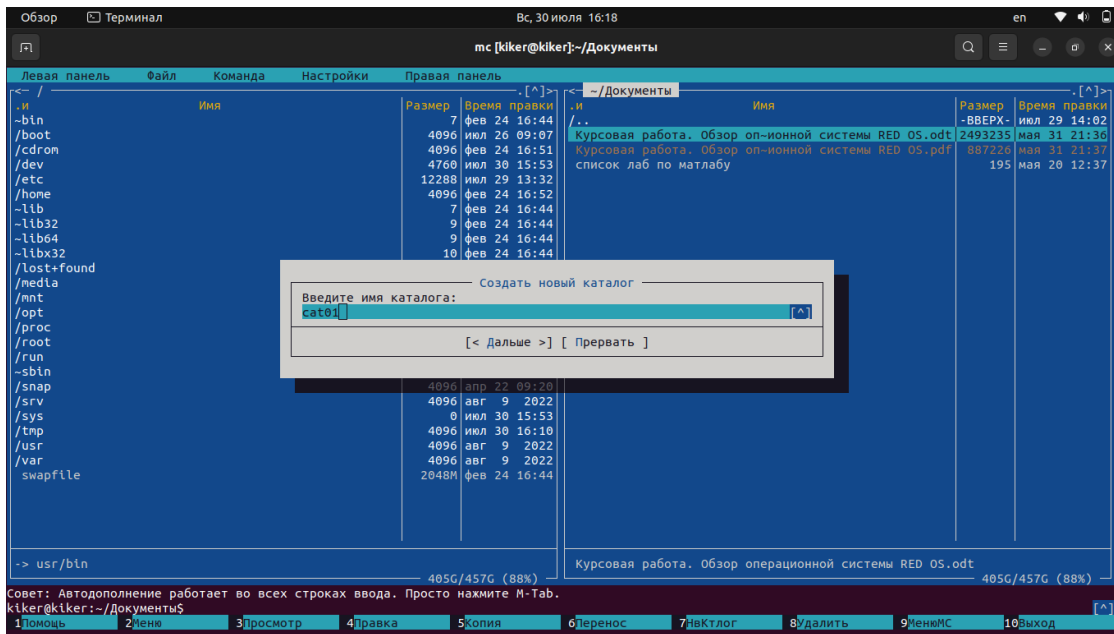 Обзор Терминал Вс, 30 июля 16:18 en
mc [kiker@kiker]:~/Документы
Левая панель Файл Команда Настройки Правая панель
<─ / .[^]> <─ ~/Документы .[^]>
.и Имя Размер Время правки .и Имя Размер Время правки
~bin 7 фев 24 16:44 /.. -ВВЕРХ- июл 29 14:02
/boot 4096 июл 26 09:07 Курсовая работа. Обзор оп~ионной системы RED OS.odt 2493235 мая 31 21:36
/cdrom 4096 фев 24 16:51 Курсовая работа. Обзор оп~ионной системы RED OS.pdf 887226 мая 31 21:37
/dev 4760 июл 30 15:53 список лаб по матлабу 195 мая 20 12:37
/etc 12288 июл 29 13:32
/home 4096 фев 24 16:52
~lib 7 фев 24 16:44
~lib32 9 фев 24 16:44
~lib64 9 фев 24 16:44
~libx32 10 фев 24 16:44
/lost+found
/media
Создать новый каталог
/mnt
Введите имя каталога:
/opt
cat01 [^]
/proc
/root
[< Дальше >] [ Прервать ]
/run
~sbin
/snap 4096 апр 22 09:20
/srv 4096 авг 9 2022
/sys 0 июл 30 15:53
/tmp 4096 июл 30 16:10
/usr 4096 авг 9 2022
/var 4096 авг 9 2022
swapfile 2048M фев 24 16:44
-> usr/bin Курсовая работа. Обзор операционной системы RED OS.odt
405G/457G (88%) 405G/457G (88%)
Совет: Автодополнение работает во всех строках ввода. Просто нажмите M-Tab.
kiker@kiker:~/Документы$ [^]
1Помощь 2Меню 3Просмотр 4Правка 5Копия 6Перенос 7НвКтлог 8Удалить 9МенюМС 10Выход